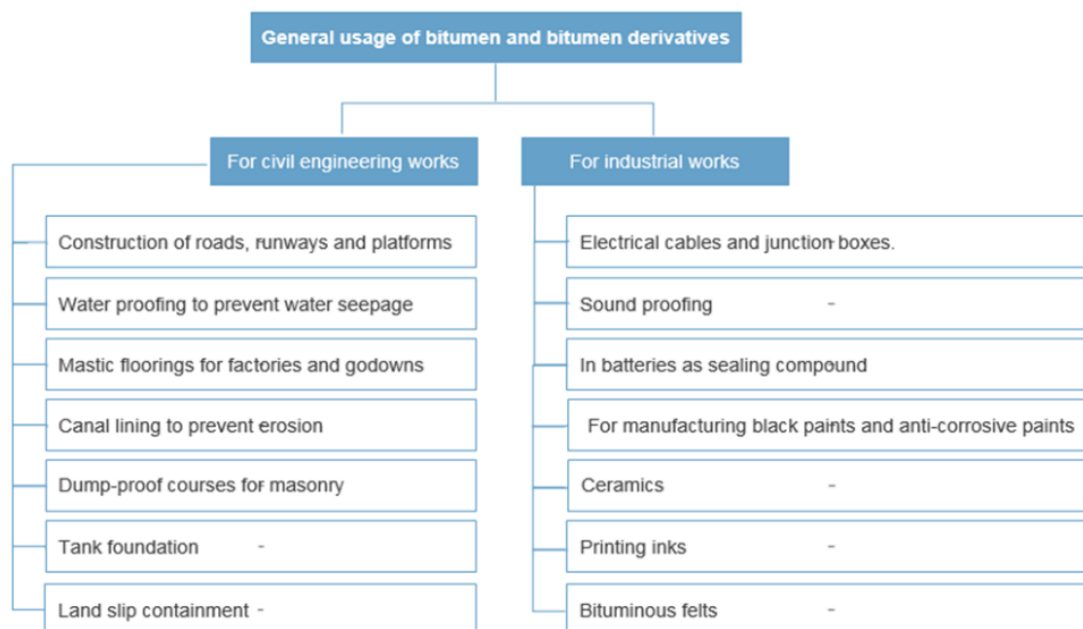 General usage of bitumen and bitumen derivatives
For civil engineering works
Construction of roads, runways and platforms
Water proofing to prevent water seepage
Mastic floorings for factories and godowns
Canal lining to prevent erosion
Dump-proof courses for masonry
Tank foundation -
Land slip containment -
For industrial works
Electrical cables and junction boxes.
Sound proofing -
In batteries as sealing compound
For manufacturing black paints and anti-corrosive paints
Ceramics -
Printing inks -
Bituminous felts -